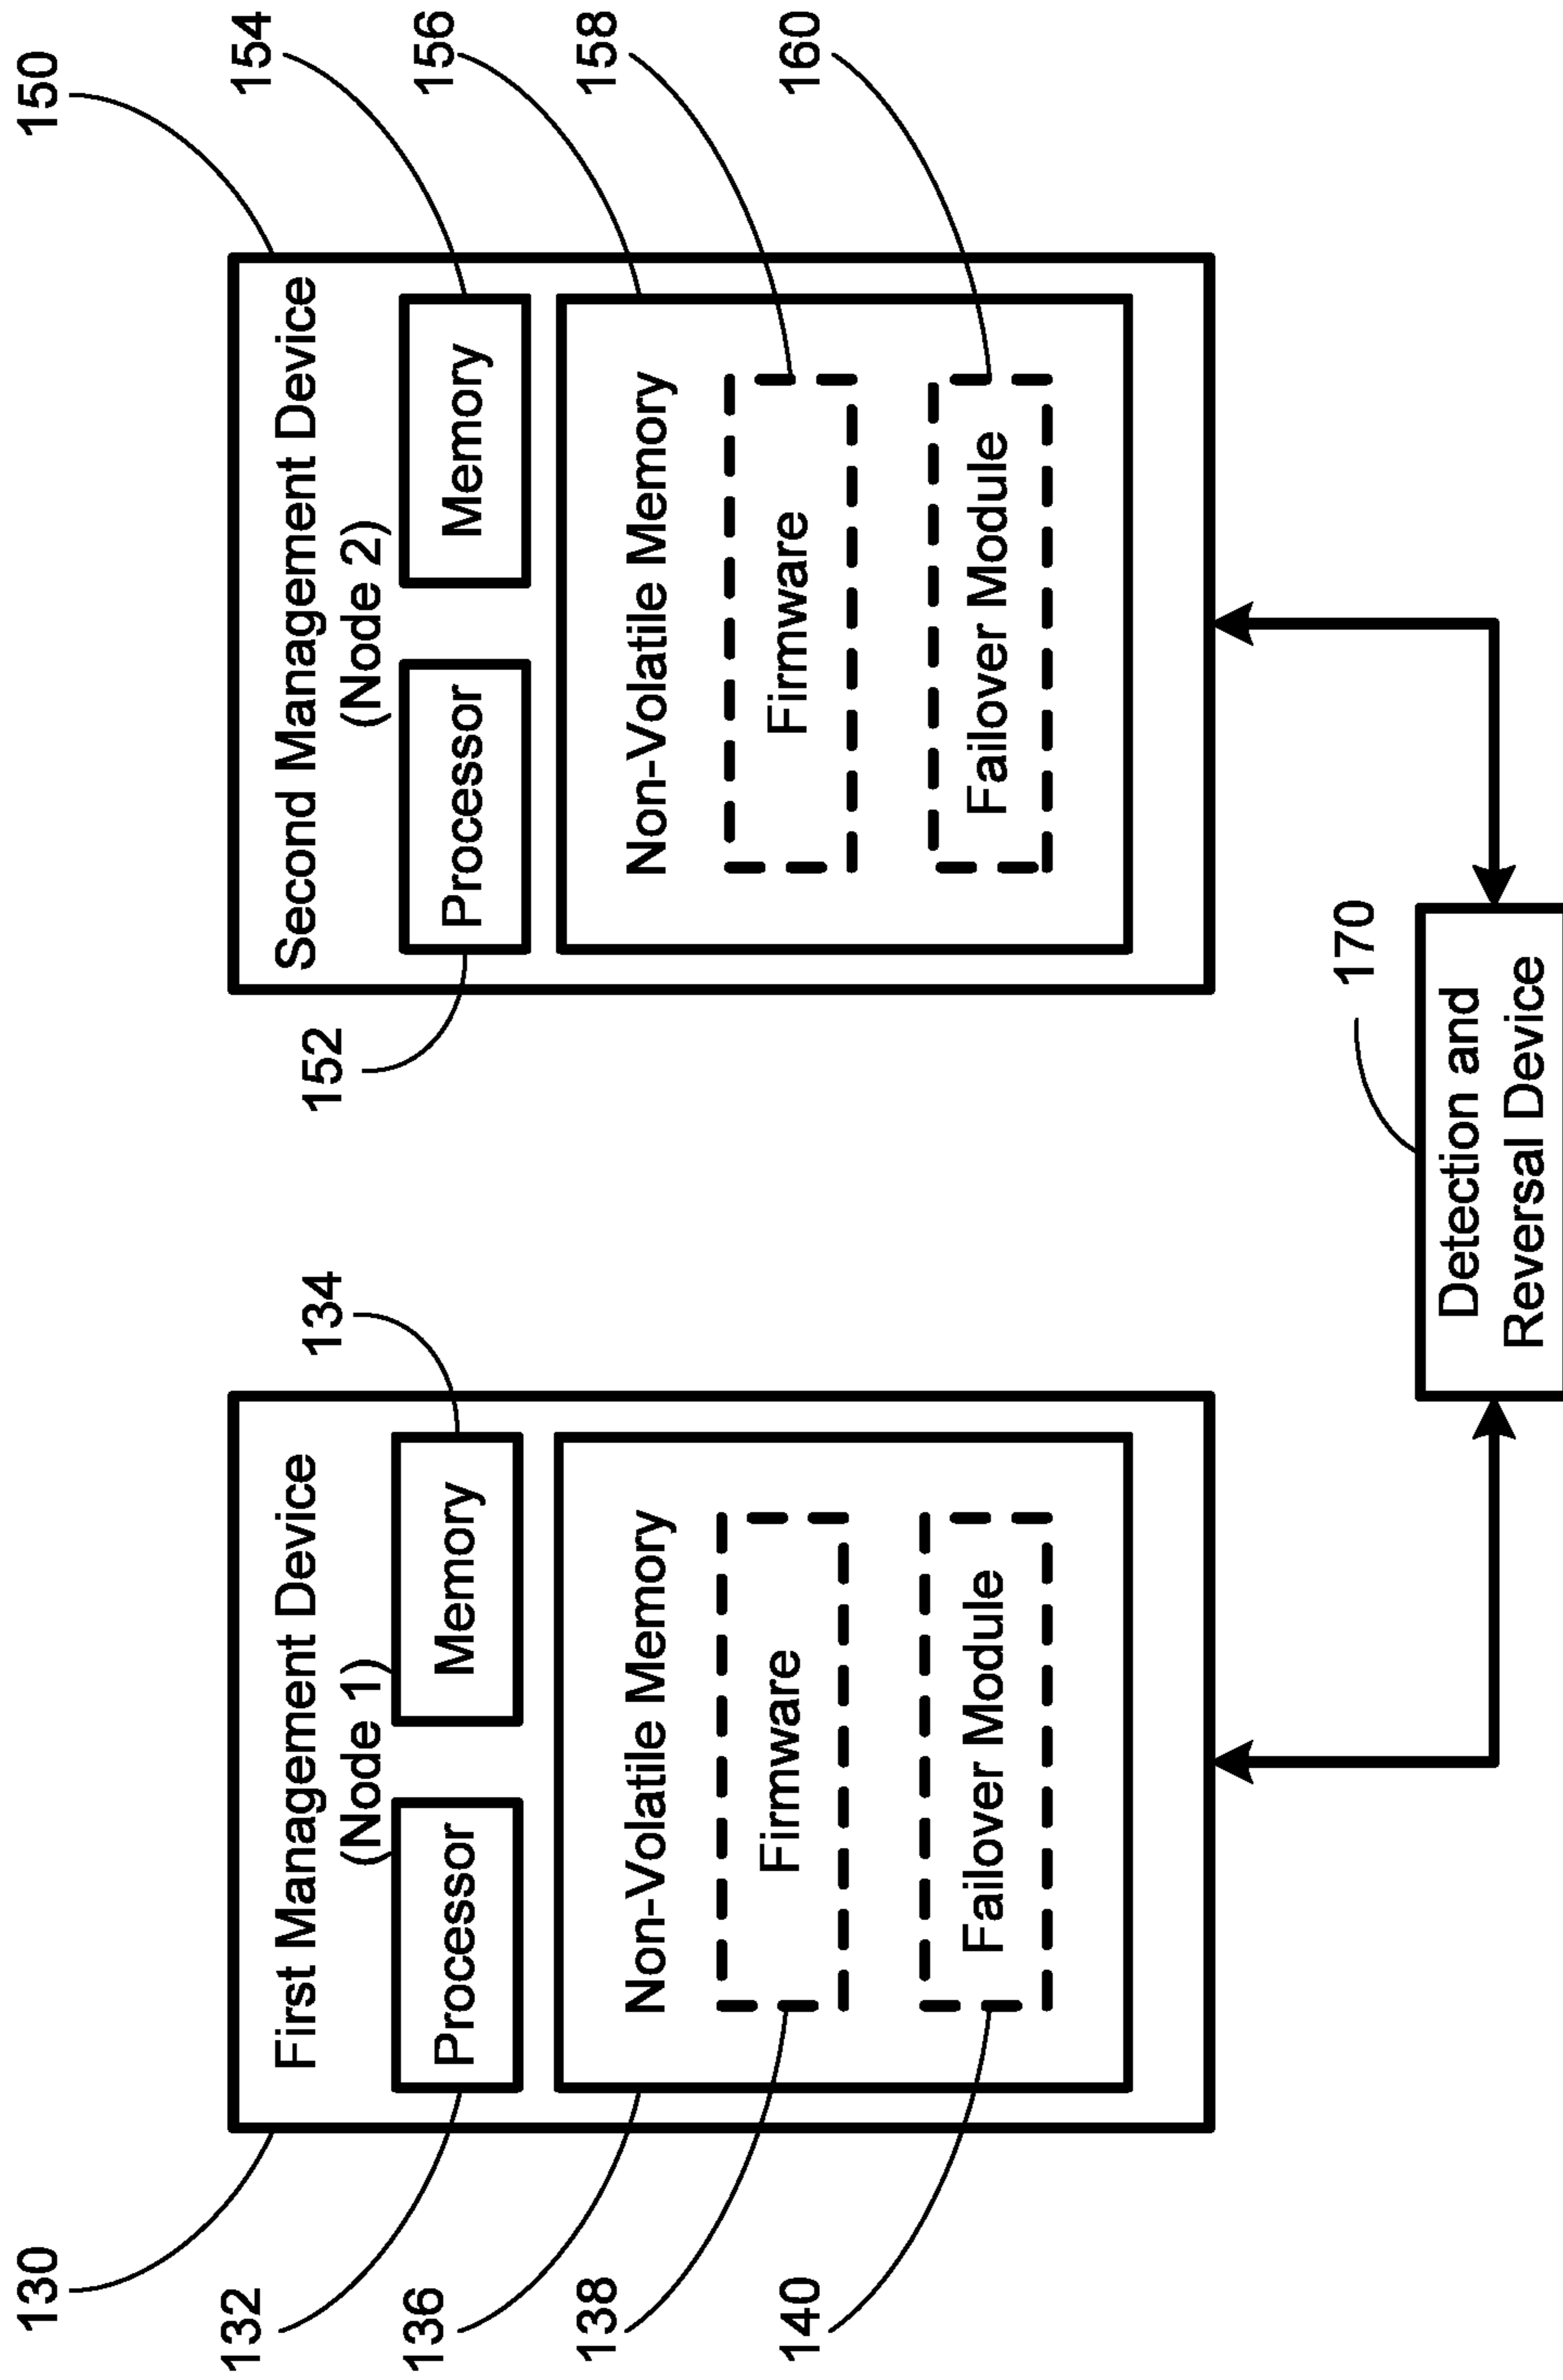 130
First Management Device
(Node 1)
132
Processor
Memory
134
136
Non-Volatile Memory
138
Firmware
140
Failover Module
150
Second Management Device
(Node 2)
152
Processor
Memory
154
Non-Volatile Memory
156
Firmware
158
Failover Module
160
170
Detection and
Reversal Device